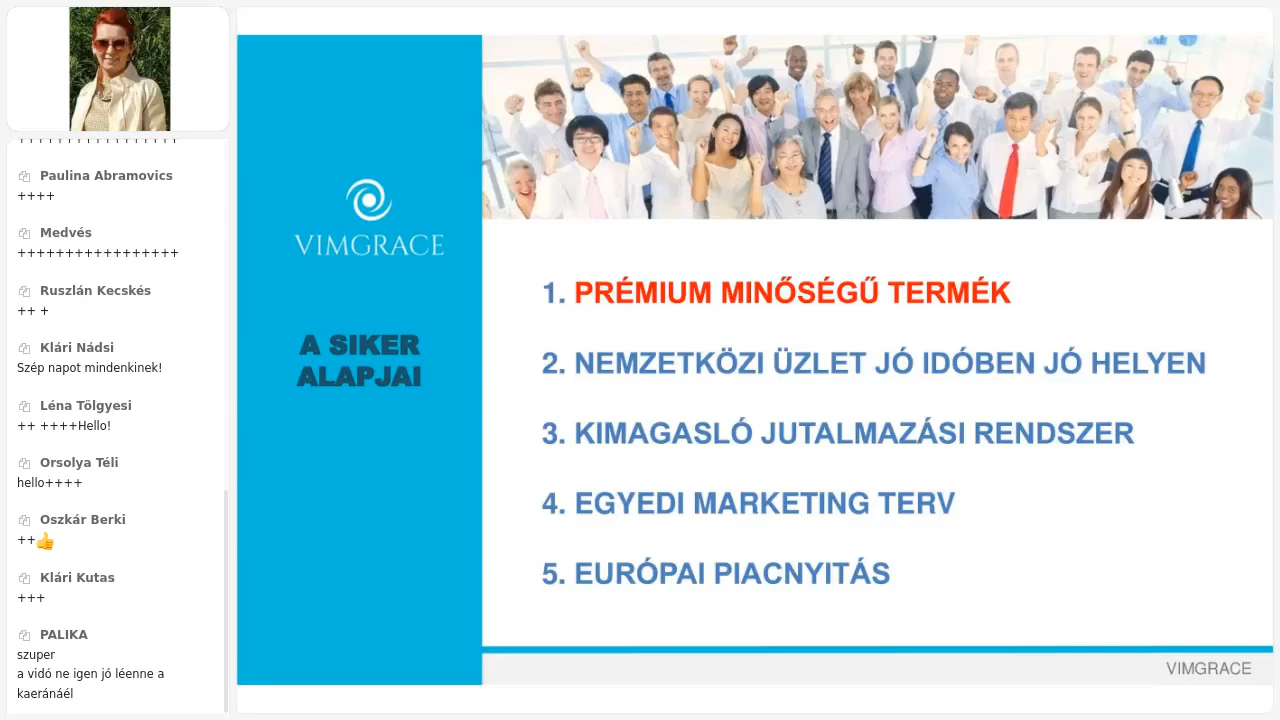 ++++++++++++++++
Paulina Abramovics
++++
Medvés
+++++++++++++++++
Ruszlán Kecskés
++ +
Klári Nádsi
Szép napot mindenkinek!
Léna Tölgyesi
++ ++++Hello!
Orsolya Téli
hello++++
Oszkár Berki
++👍
Klári Kutas
+++
PALIKA
szuper
a vidó ne igen jó léenne a
kaeránáél
VIMGRACE
A SIKER
ALAPJAI
1. PRÉMIUM MINŐSÉGŰ TERMÉK
2. NEMZETKÖZI ÜZLET JÓ IDÓBEN JÓ HELYEN
3. KIMAGASLÓ JUTALMAZÁSI RENDSZER
4. EGYEDI MARKETING TERV
5. EURÓPAI PIACNYITÁS
VIMGRACE